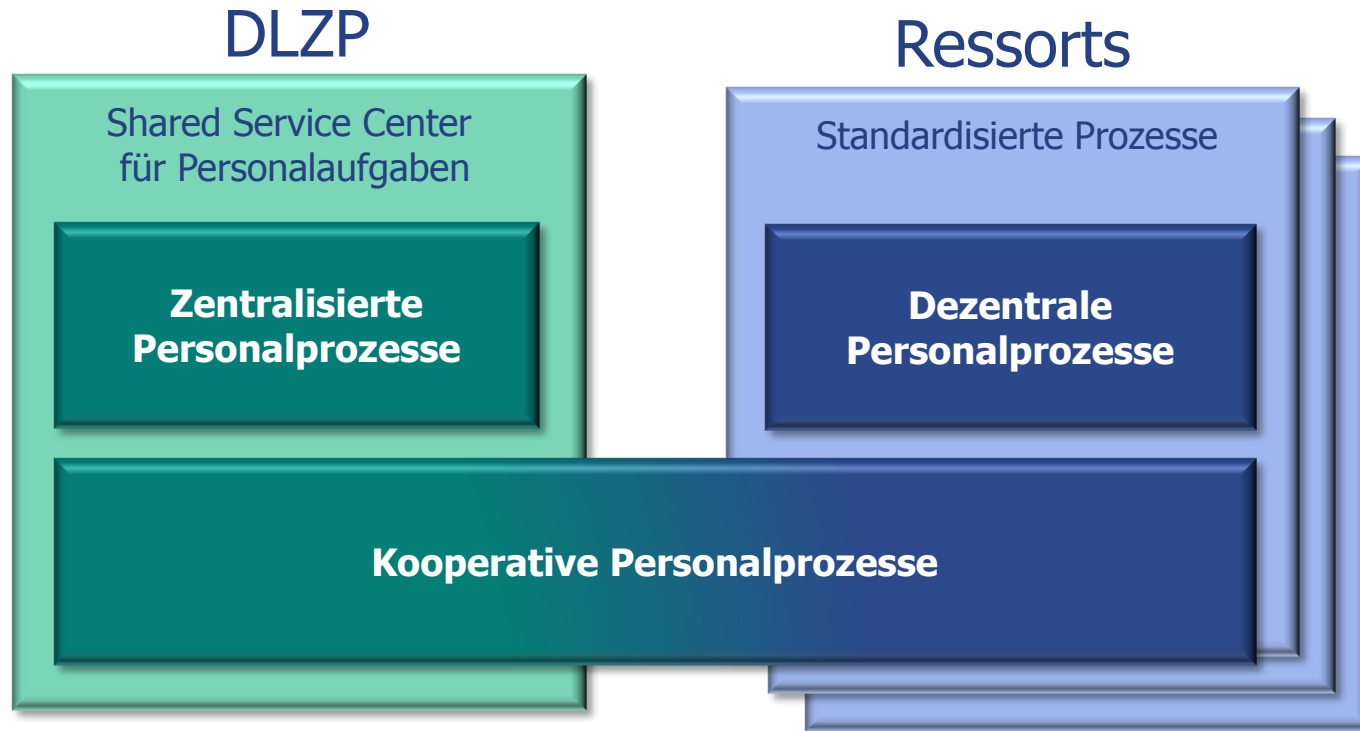 DLZP
Shared Service Center
für Personalaufgaben
Zentralisierte
Personalprozesse
Ressorts
Standardisierte Prozesse
Dezentrale
Personalprozesse
Kooperative Personalprozesse